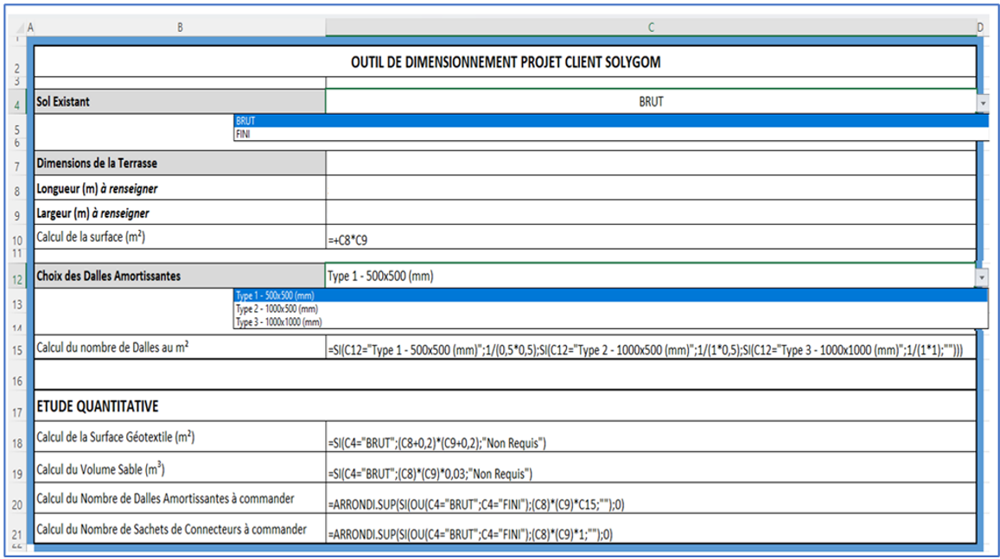 A B C D
1
2 OUTIL DE DIMENSIONNEMENT PROJET CLIENT SOLYGOM
3
4 Sol Existant BRUT
5 BRUT
6 FINI
7 Dimensions de la Terrasse
8 Longueur (m) à renseigner
9 Largeur (m) à renseigner
10 Calcul de la surface (m²) =+C8*C9
11
12 Choix des Dalles Amortissantes Type 1 - 500x500 (mm)
Type 1 - 500x500 (mm)
13 Type 2 - 1000x500 (mm)
14 Type 3 - 1000x1000 (mm)
15 Calcul du nombre de Dalles au m² =SI(C12="Type 1 - 500x500 (mm)";1/(0,5*0,5);SI(C12="Type 2 - 1000x500 (mm)";1/(1*0,5);SI(C12="Type 3 - 1000x1000 (mm)";1/(1*1);"")))
16
17 ETUDE QUANTITATIVE
18 Calcul de la Surface Géotextile (m²) =SI(C4="BRUT";(C8+0,2)*(C9+0,2);"Non Requis")
19 Calcul du Volume Sable (m³) =SI(C4="BRUT";(C8)*(C9)*0,03;"Non Requis")
20 Calcul du Nombre de Dalles Amortissantes à commander =ARRONDI.SUP(SI(OU(C4="BRUT";C4="FINI");(C8)*(C9)*C15;"");0)
21 Calcul du Nombre de Sachets de Connecteurs à commander =ARRONDI.SUP(SI(OU(C4="BRUT";C4="FINI");(C8)*(C9)*1;"");0)
22